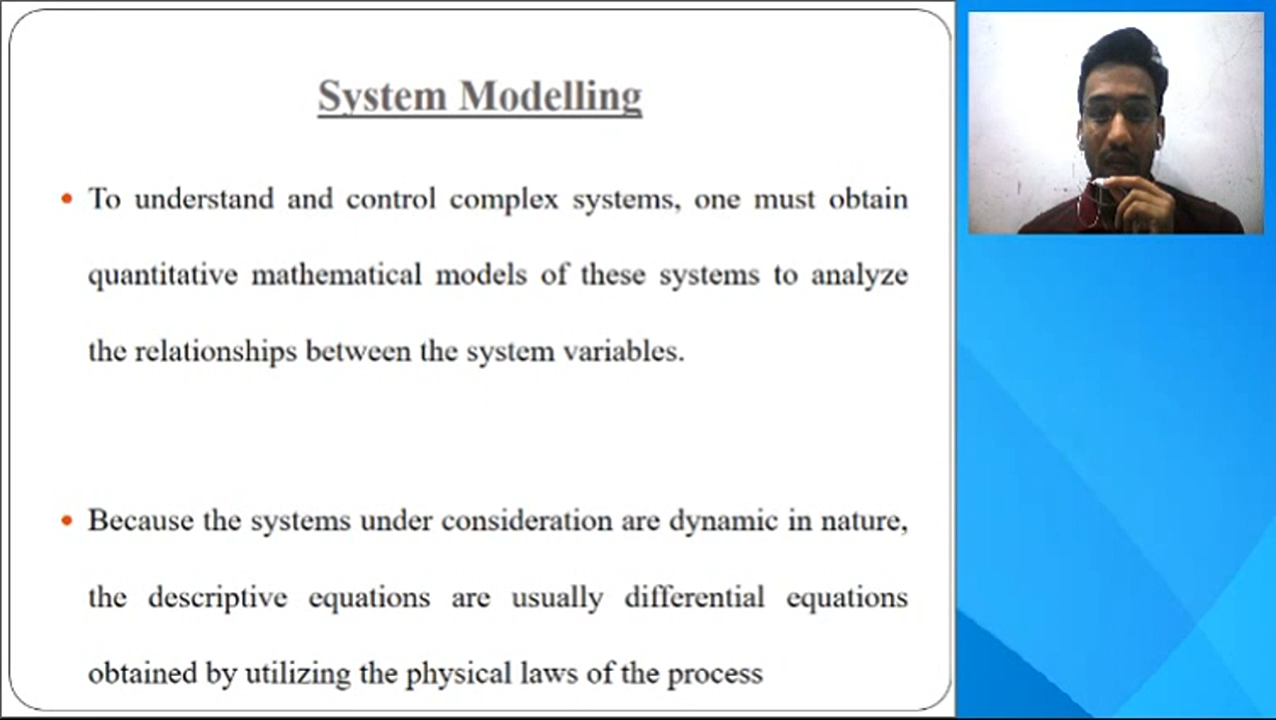 System Modelling
• To understand and control complex systems, one must obtain
quantitative mathematical models of these systems to analyze
the relationships between the system variables.
• Because the systems under consideration are dynamic in nature,
the descriptive equations are usually differential equations
obtained by utilizing the physical laws of the process